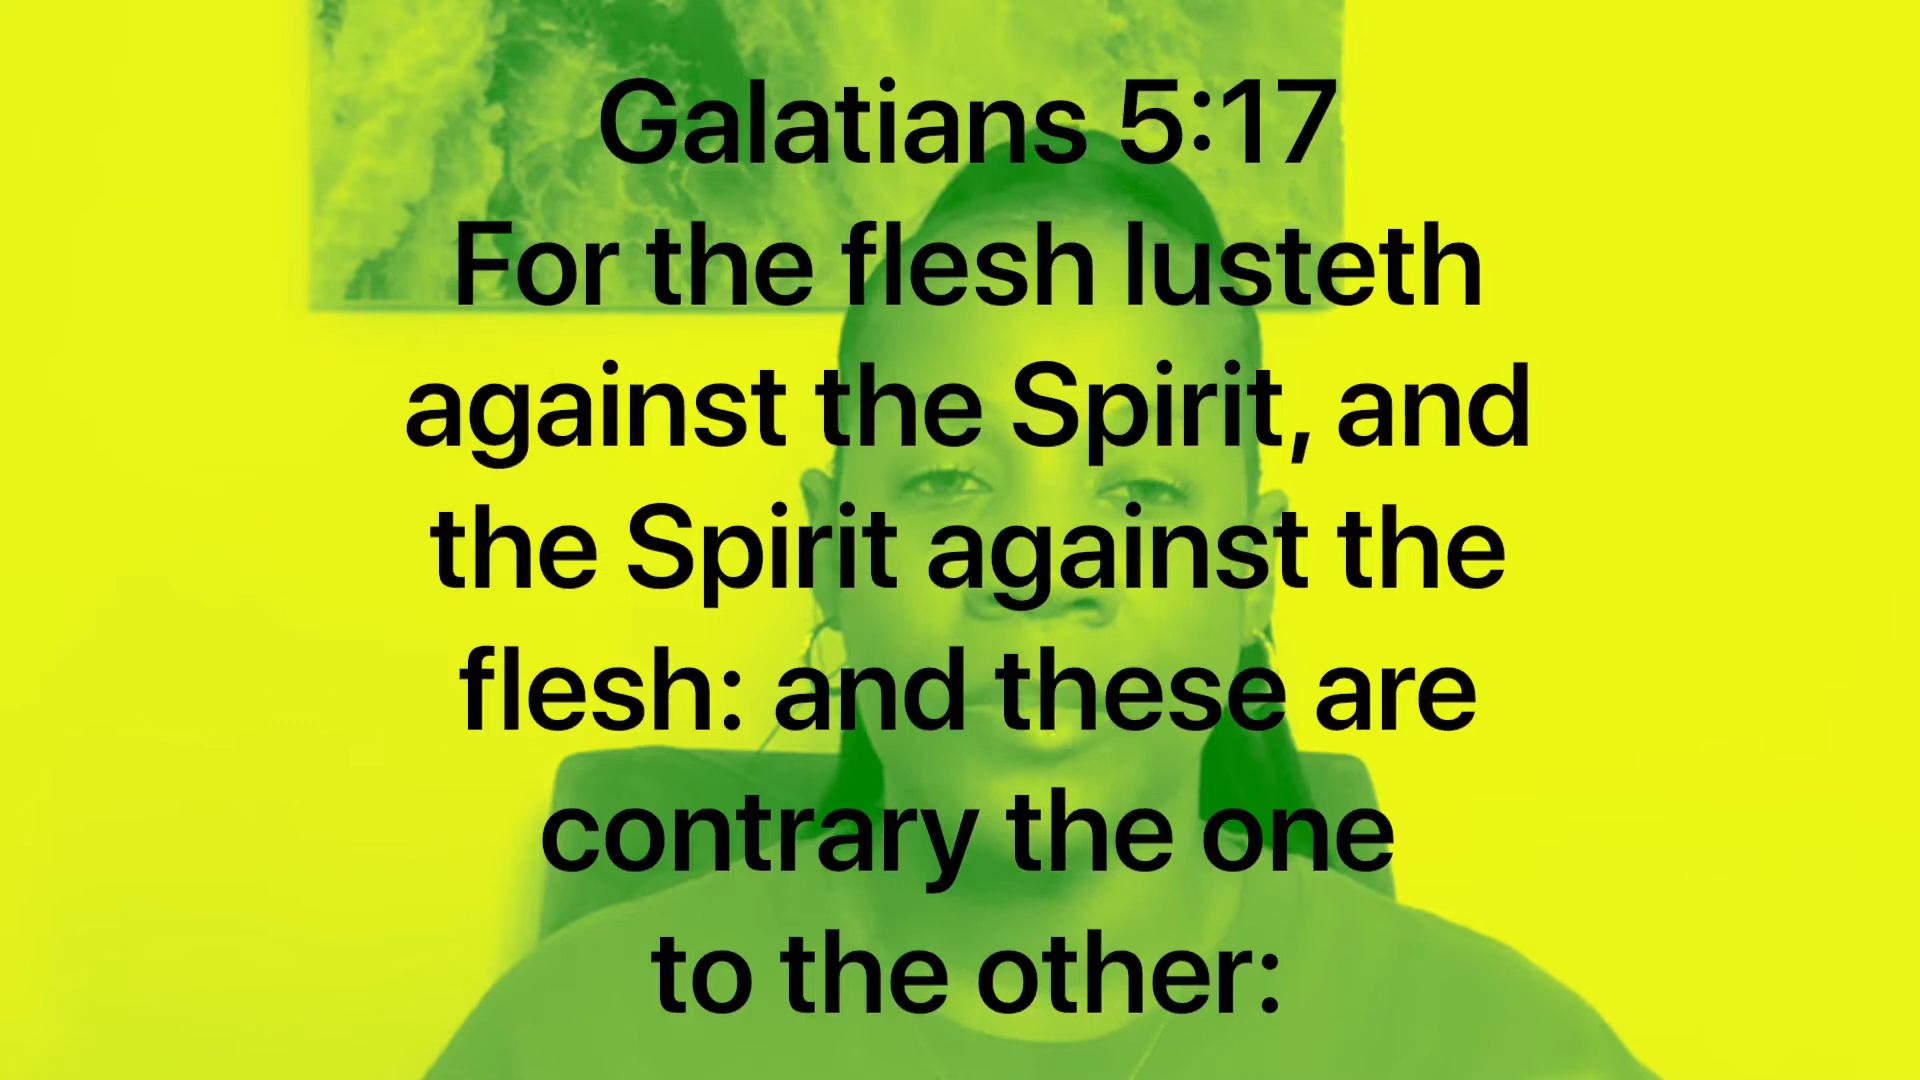 Galatians 5:17
For the flesh lusteth
against the Spirit, and
the Spirit against the
flesh: and these are
contrary the one
to the other: